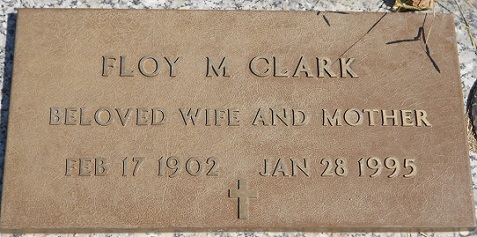 FLOY M CLARK
BELOVED WIFE AND MOTHER
FEB 17 1902 JAN 28 1995